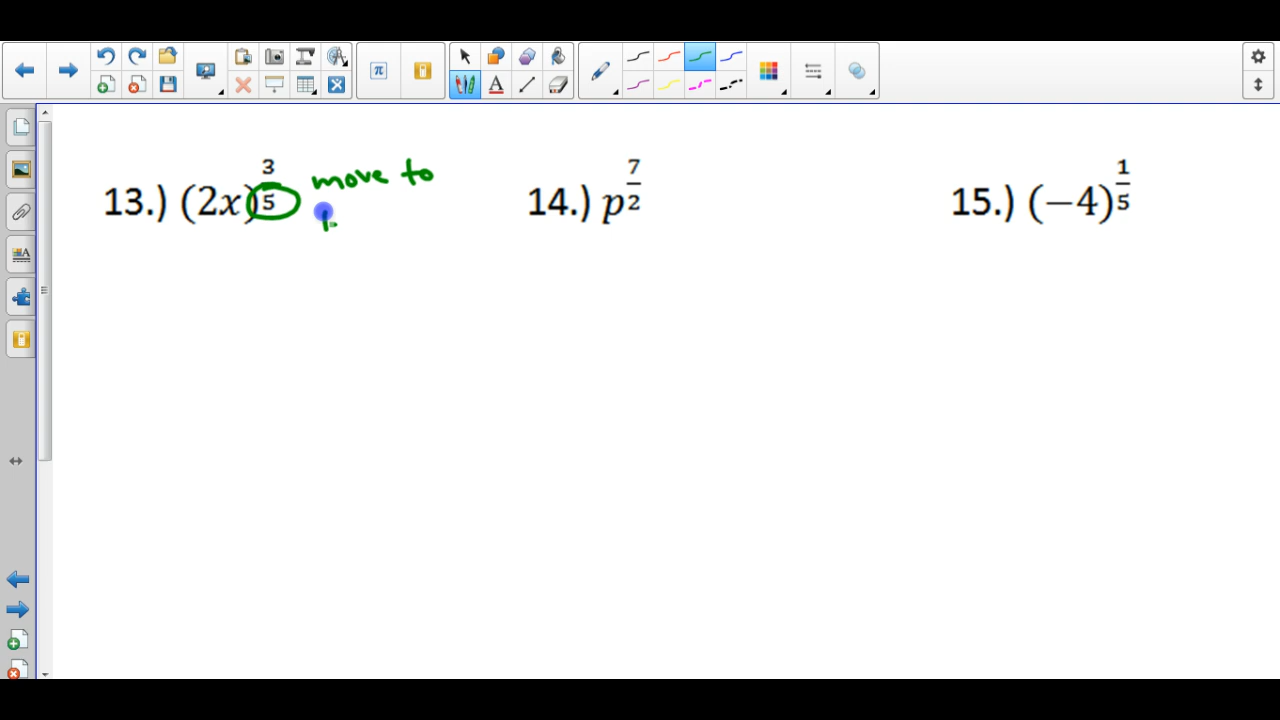 13.) (2x)^{3/5} move to
14.) p^{7/2}
15.) (−4)^{1/5}